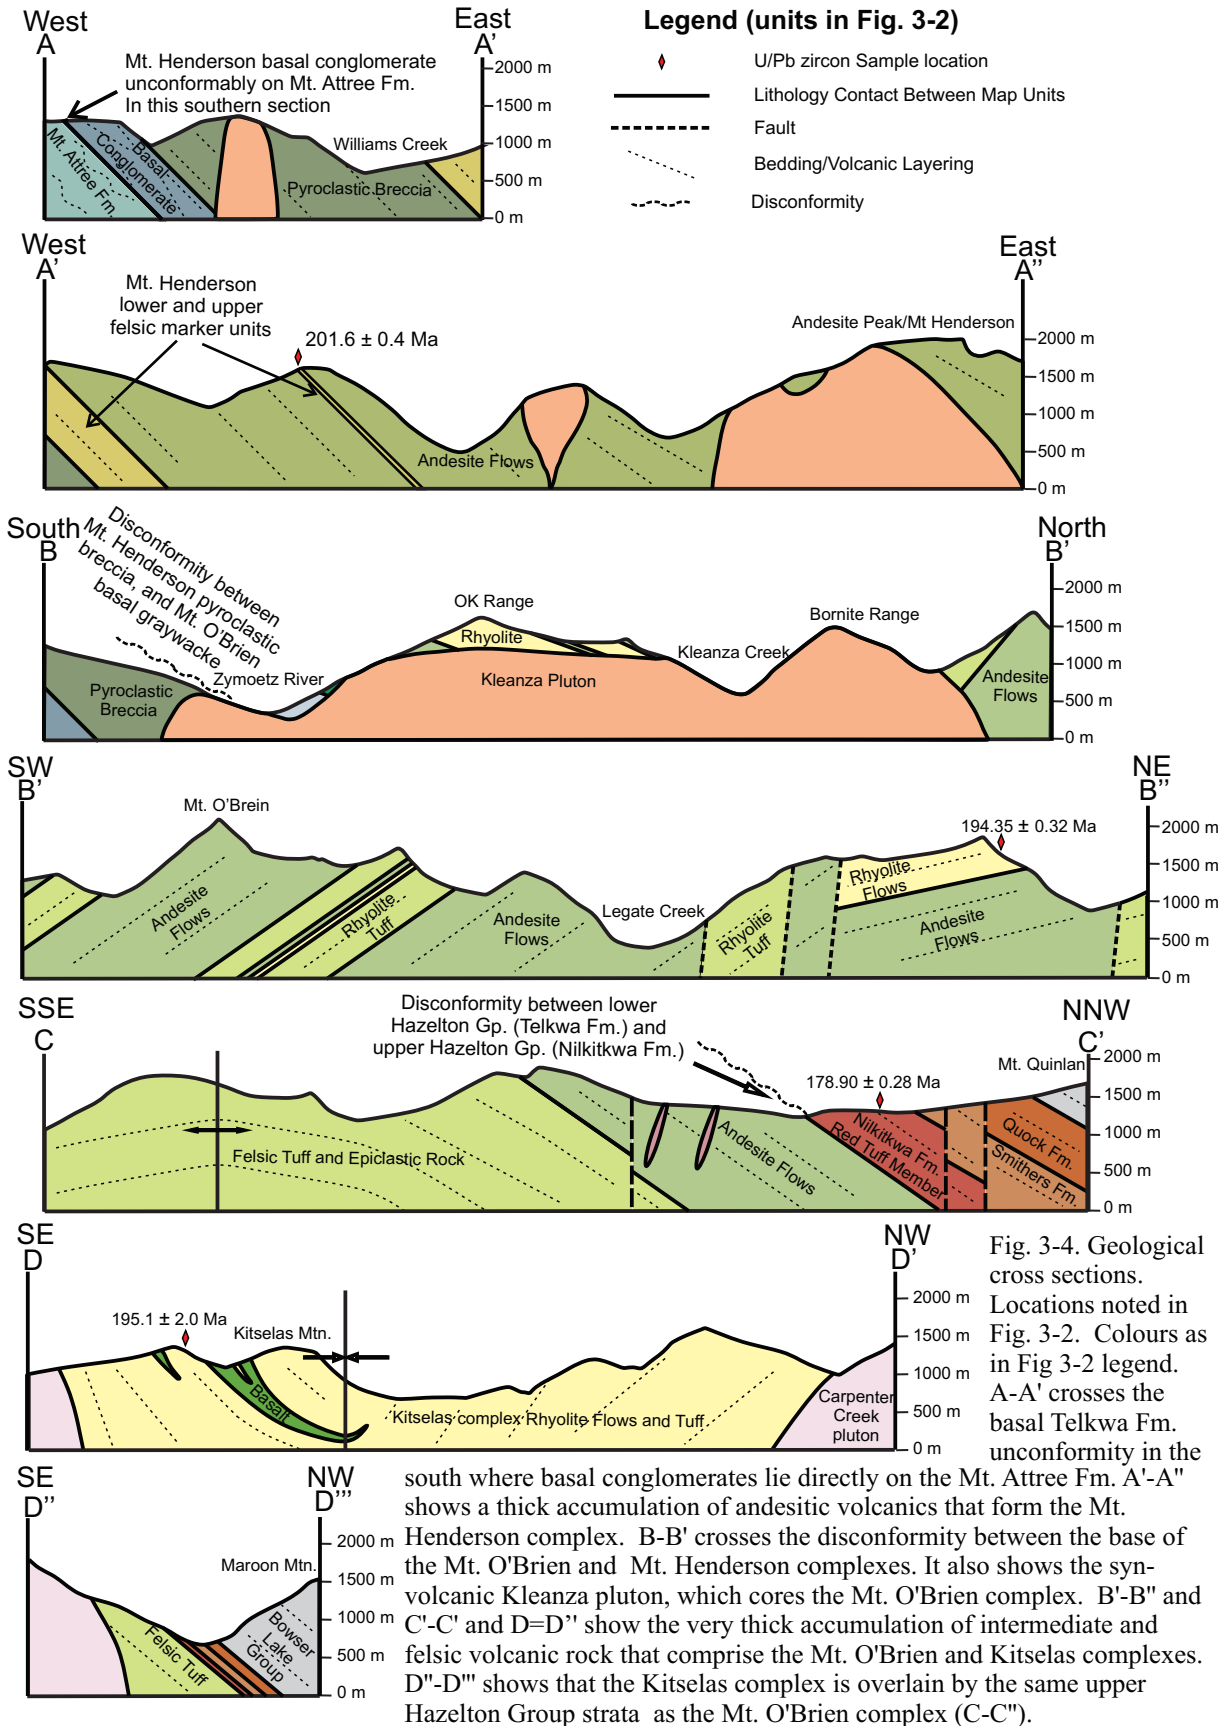 West
A
East
A'
Mt. Henderson basal conglomerate
unconformably on Mt. Attree Fm.
In this southern section
2000 m
1500 m
1000 m
500 m
0 m
Mt. Attree Fm.
Basal
Conglomerate
Williams Creek
Pyroclastic Breccia
Legend (units in Fig. 3-2)
U/Pb zircon Sample location
Lithology Contact Between Map Units
Fault
Bedding/Volcanic Layering
Disconformity
West
A'
East
A''
Mt. Henderson
lower and upper
felsic marker units
201.6 ± 0.4 Ma
Andesite Flows
Andesite Peak/Mt Henderson
2000 m
1500 m
1000 m
500 m
0 m
South
B
North
B'
Disconformity between
Mt. Henderson pyroclastic
breccia, and Mt. O'Brien
basal graywacke
Zymoetz River
Pyroclastic
Breccia
OK Range
Rhyolite
Kleanza Pluton
Kleanza Creek
Bornite Range
Andesite
Flows
2000 m
1500 m
1000 m
500 m
0 m
SW
B'
NE
B''
Mt. O'Brein
Andesite
Flows
Rhyolite
Tuff
Andesite
Flows
Legate Creek
Rhyolite
Tuff
194.35 ± 0.32 Ma
Rhyolite
Flows
Andesite
Flows
2000 m
1500 m
1000 m
500 m
0 m
SSE
C
NNW
C'
Disconformity between lower
Hazelton Gp. (Telkwa Fm.) and
upper Hazelton Gp. (Nilkitkwa Fm.)
178.90 ± 0.28 Ma
Mt. Quinlan
Felsic Tuff and Epiclastic Rock
Andesite Flows
Nilkitkwa Fm.
Red Tuff Member
Quock Fm.
Smithers Fm.
2000 m
1500 m
1000 m
500 m
0 m
SE
D
NW
D'
195.1 ± 2.0 Ma
Kitselas Mtn.
Basalt
Kitselas complex Rhyolite Flows and Tuff
Carpenter
Creek
pluton
2000 m
1500 m
1000 m
500 m
0 m
SE
D''
NW
D'''
Maroon Mtn.
Felsic Tuff
Bowser
Lake
Group
2000 m
1500 m
1000 m
500 m
0 m
Fig. 3-4. Geological
cross sections.
Locations noted in
Fig. 3-2.  Colours as
in Fig 3-2 legend.
A-A' crosses the
basal Telkwa Fm.
unconformity in the
south where basal conglomerates lie directly on the Mt. Attree Fm. A'-A"
shows a thick accumulation of andesitic volcanics that form the Mt.
Henderson complex.  B-B' crosses the disconformity between the base of
the Mt. O'Brien and  Mt. Henderson complexes. It also shows the syn-
volcanic Kleanza pluton, which cores the Mt. O'Brien complex.  B'-B" and
C'-C' and D=D'' show the very thick accumulation of intermediate and
felsic volcanic rock that comprise the Mt. O'Brien and Kitselas complexes.
D"-D"' shows that the Kitselas complex is overlain by the same upper
Hazelton Group strata  as the Mt. O'Brien complex (C-C").